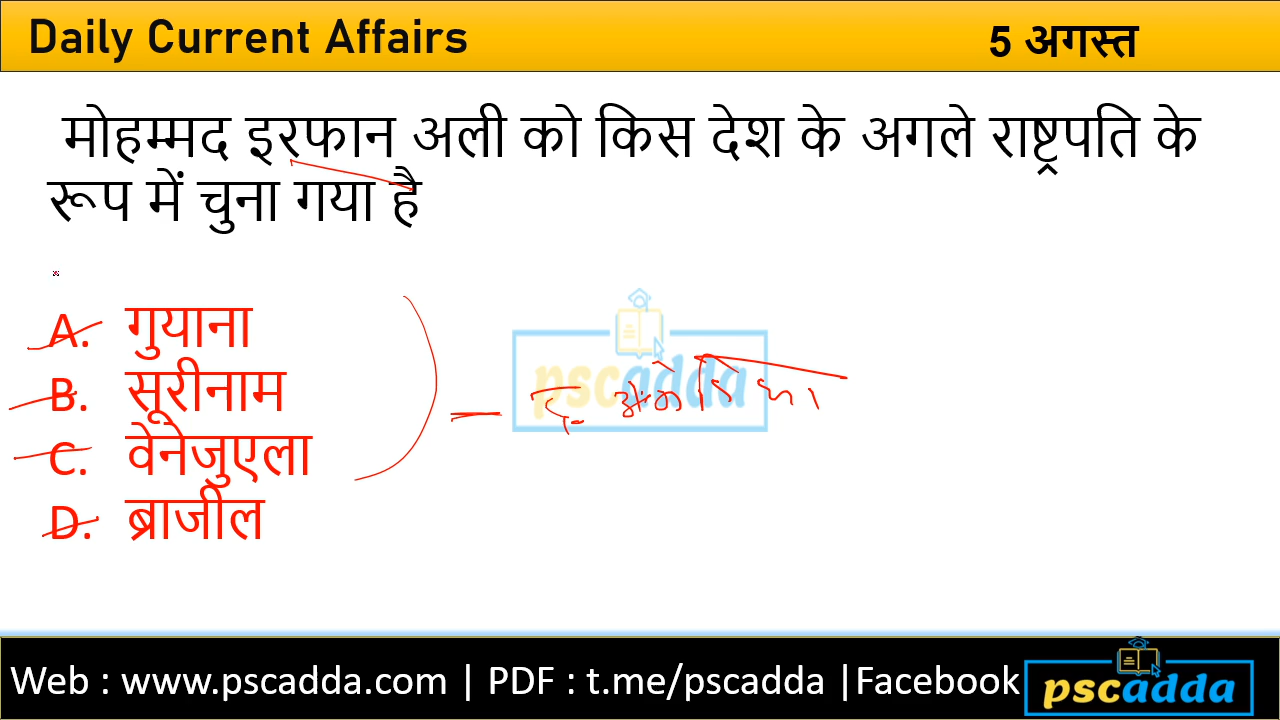 Daily Current Affairs
5 अगस्त
मोहम्मद इरफान अली को किस देश के अगले राष्ट्रपति के
रूप में चुना गया है
A. गुयाना
B. सूरीनाम
C. वेनेजुएला
D. ब्राजील
pscadda
द. अमेरिका
Web : www.pscadda.com | PDF : t.me/pscadda |Facebook
pscadda